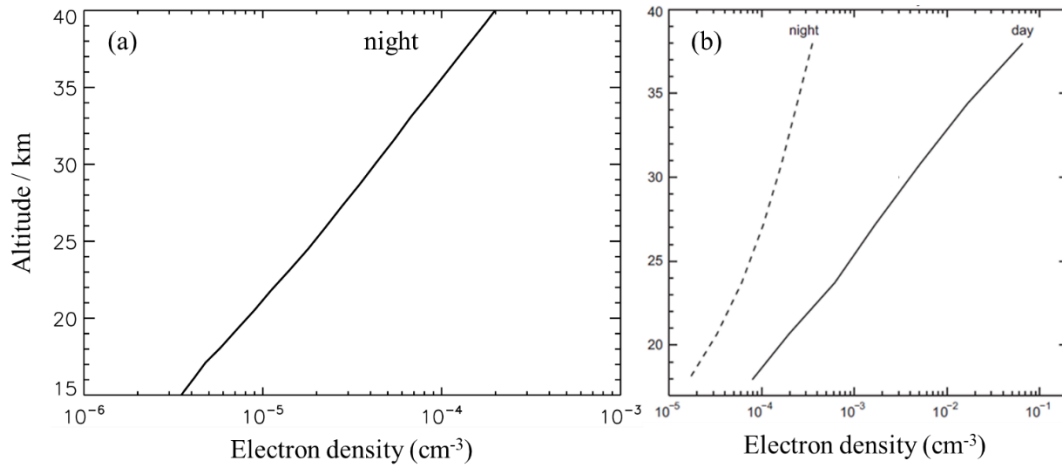 (a)
night
40
35
30
25
20
15
Altitude / km
10⁻⁶
10⁻⁵
10⁻⁴
10⁻³
Electron density (cm⁻³)
(b)
night
day
40
35
30
25
20
10⁻⁵
10⁻⁴
10⁻³
10⁻²
10⁻¹
Electron density (cm⁻³)